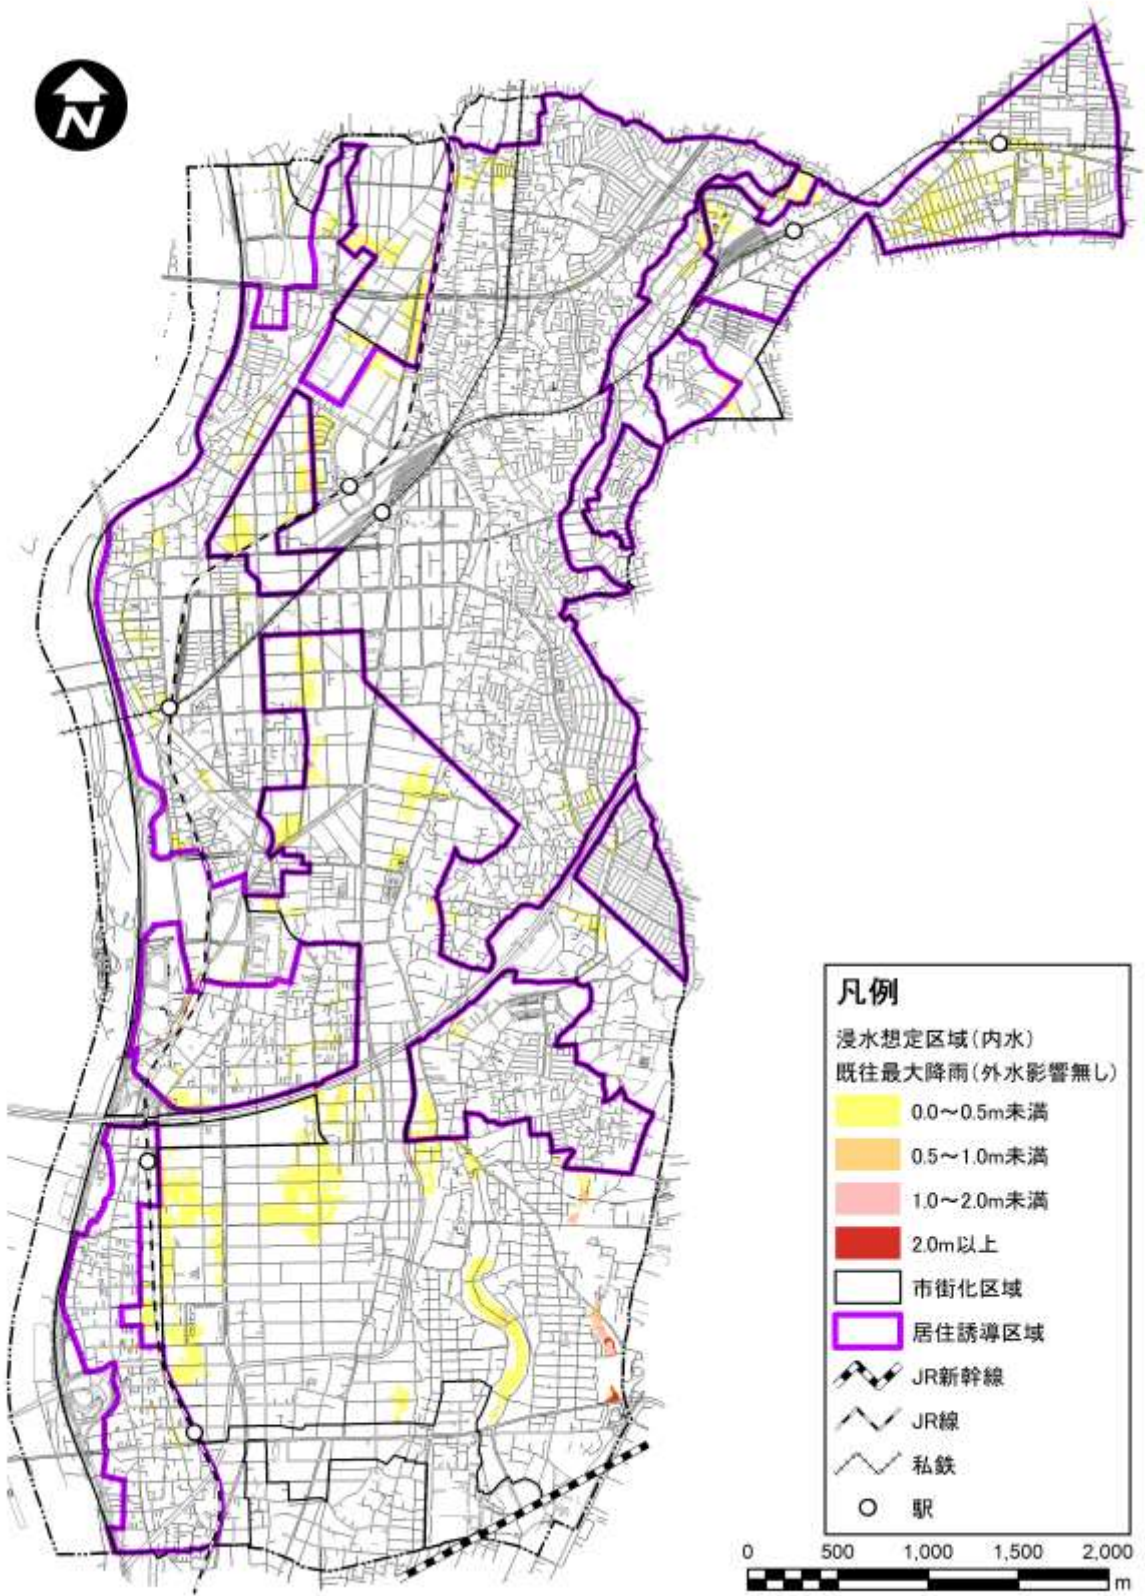 N
凡例
浸水想定区域(内水)
既往最大降雨(外水影響無し)
0.0～0.5m未満
0.5～1.0m未満
1.0～2.0m未満
2.0m以上
市街化区域
居住誘導区域
JR新幹線
JR線
私鉄
駅
0 500 1,000 1,500 2,000
m